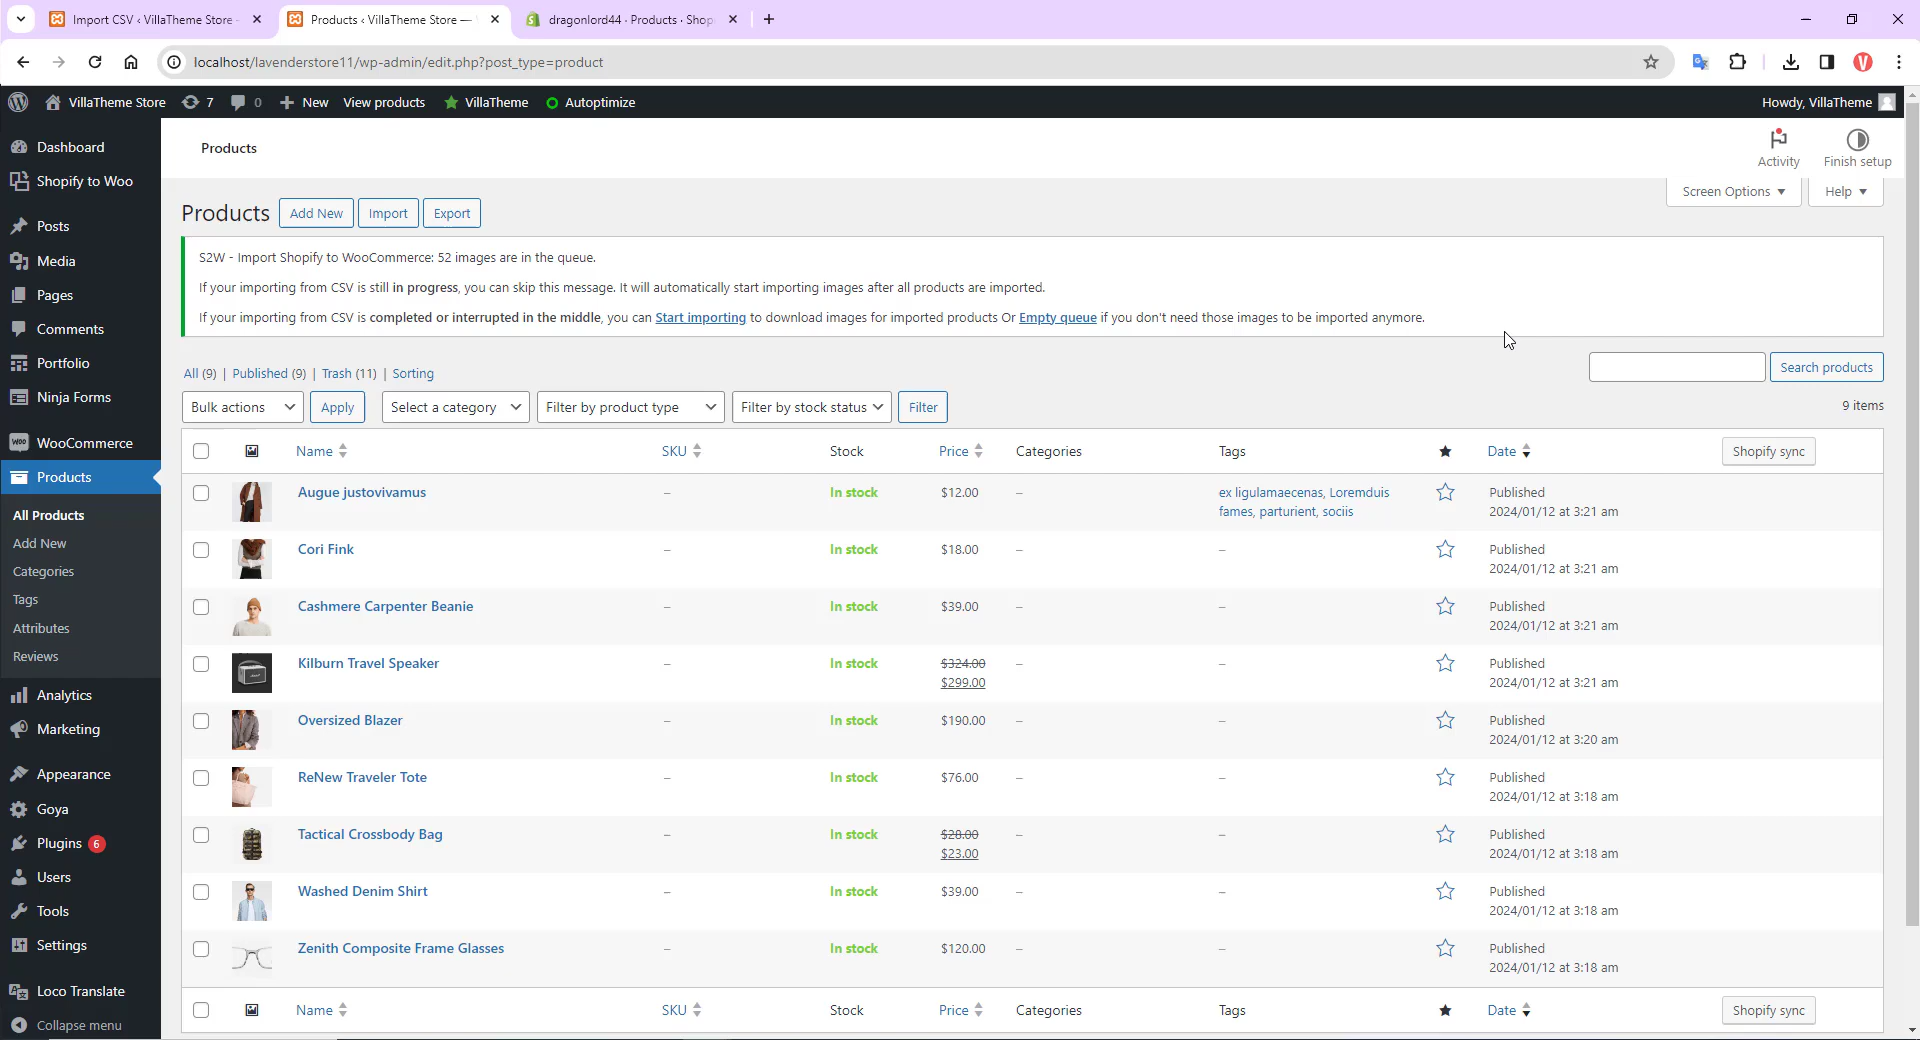 Import CSV ‹ VillaTheme Store -
Products ‹ VillaTheme Store —
dragonlord44 · Products · Shop
localhost/lavenderstore11/wp-admin/edit.php?post_type=product
V
VillaTheme Store
7
0
New
View products
VillaTheme
Autoptimize
Howdy, VillaTheme
Dashboard
Shopify to Woo
Posts
Media
Pages
Comments
Portfolio
Ninja Forms
WooCommerce
Products
All Products
Add New
Categories
Tags
Attributes
Reviews
Analytics
Marketing
Appearance
Goya
Plugins 6
Users
Tools
Settings
Loco Translate
Collapse menu
Products
Activity
Finish setup
Screen Options
Help
Products
Add New
Import
Export
S2W - Import Shopify to WooCommerce: 52 images are in the queue.
If your importing from CSV is still in progress, you can skip this message. It will automatically start importing images after all products are imported.
If your importing from CSV is completed or interrupted in the middle, you can Start importing to download images for imported products Or Empty queue if you don't need those images to be imported anymore.
All (9) | Published (9) | Trash (11) | Sorting
Search products
Bulk actions
Apply
Select a category
Filter by product type
Filter by stock status
Filter
9 items
Name SKU Stock Price Categories Tags Date Shopify sync
Augue justovivamus – In stock $12.00 – ex ligulamaecenas, Loremduis Published
fames, parturient, sociis 2024/01/12 at 3:21 am
Cori Fink – In stock $18.00 – – Published
2024/01/12 at 3:21 am
Cashmere Carpenter Beanie – In stock $39.00 – – Published
2024/01/12 at 3:21 am
Kilburn Travel Speaker – In stock $324.00 – – Published
$299.00 2024/01/12 at 3:21 am
Oversized Blazer – In stock $190.00 – – Published
2024/01/12 at 3:20 am
ReNew Traveler Tote – In stock $76.00 – – Published
2024/01/12 at 3:18 am
Tactical Crossbody Bag – In stock $28.00 – – Published
$23.00 2024/01/12 at 3:18 am
Washed Denim Shirt – In stock $39.00 – – Published
2024/01/12 at 3:18 am
Zenith Composite Frame Glasses – In stock $120.00 – – Published
2024/01/12 at 3:18 am
Name SKU Stock Price Categories Tags Date Shopify sync